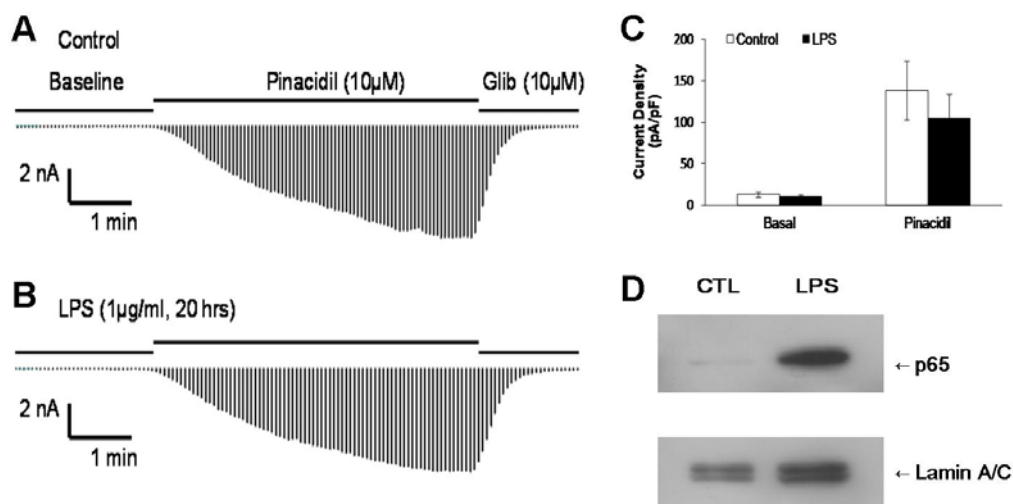 A
Control
Baseline
Pinacidil (10µM)
Glib (10µM)
2 nA
1 min
B
LPS (1µg/ml, 20 hrs)
2 nA
1 min
C
Control
LPS
200
150
100
50
0
Current Density
(pA/pF)
Basal
Pinacidil
D
CTL
LPS
← p65
← Lamin A/C